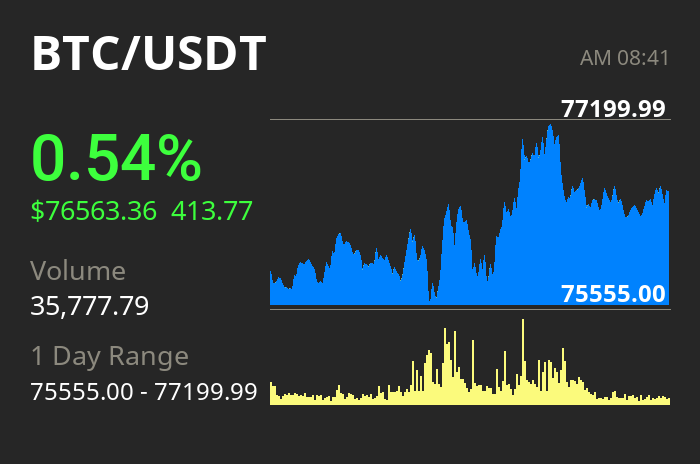 BTC/USDT
AM 08:41
77199.99
0.54%
$76563.36 413.77
Volume
35,777.79
75555.00
1 Day Range
75555.00 - 77199.99